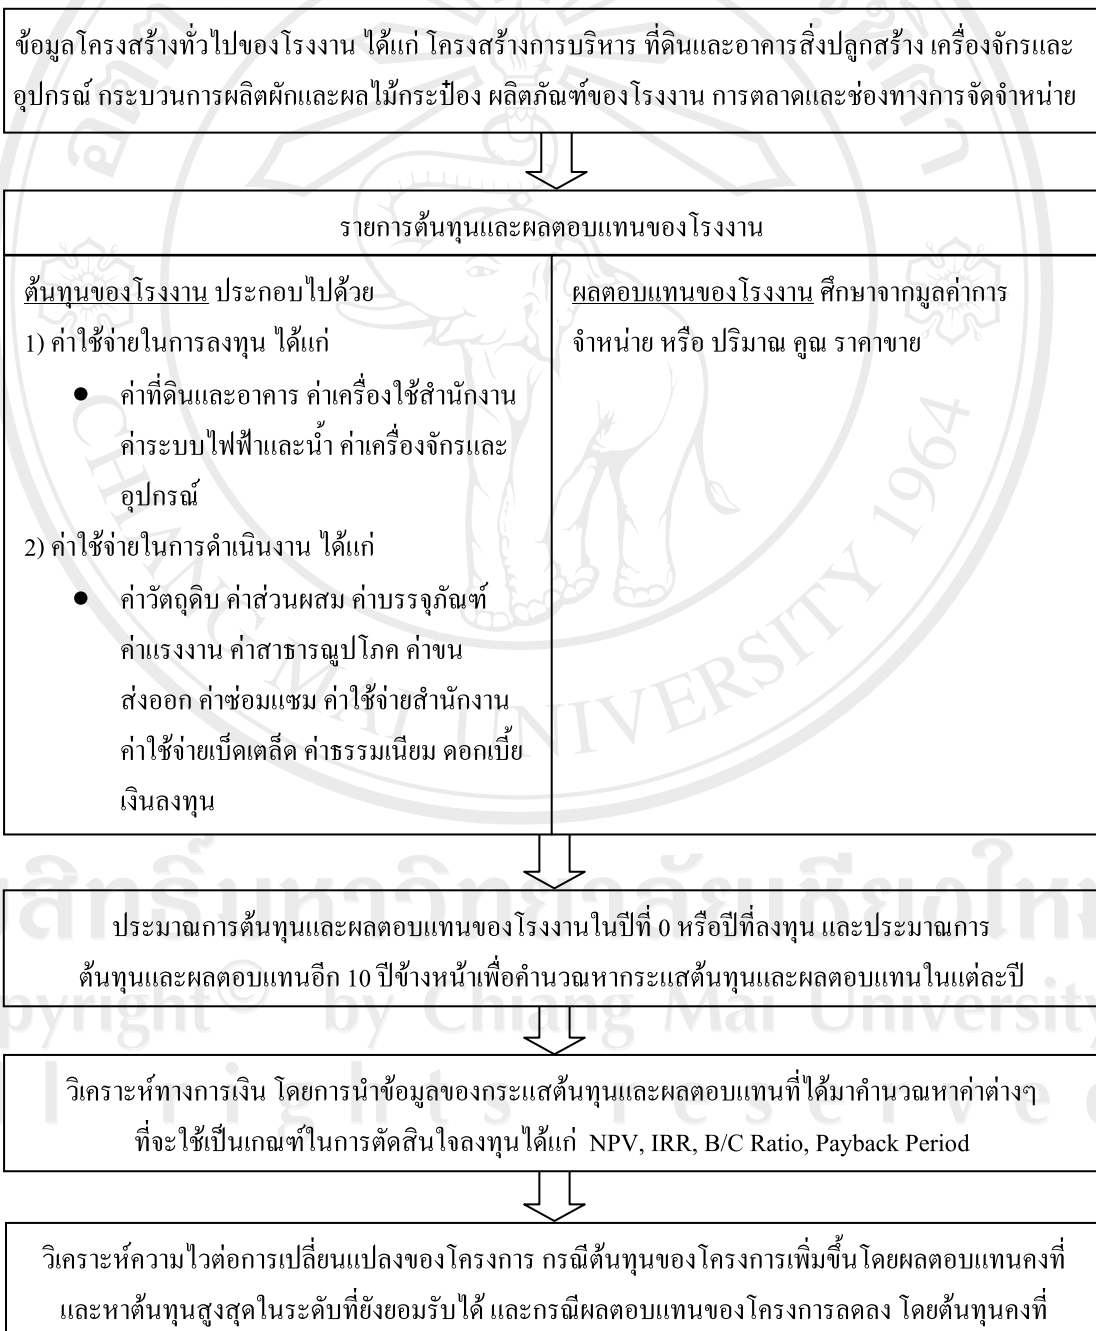 ข้อมูลโครงสร้างทั่วไปของโรงงาน ได้แก่ โครงสร้างการบริหาร ที่ดินและอาคารสิ่งปลูกสร้าง เครื่องจักรและ
อุปกรณ์ กระบวนการผลิตผักและผลไม้กระป๋อง ผลิตภัณฑ์ของโรงงาน การตลาดและช่องทางการจัดจำหน่าย
รายการต้นทุนและผลตอบแทนของโรงงาน
ต้นทุนของโรงงาน ประกอบไปด้วย
1) ค่าใช้จ่ายในการลงทุน ได้แก่
● ค่าที่ดินและอาคาร ค่าเครื่องใช้สำนักงาน
ค่าระบบไฟฟ้าและน้ำ ค่าเครื่องจักรและ
อุปกรณ์
2) ค่าใช้จ่ายในการดำเนินงาน ได้แก่
● ค่าวัตถุดิบ ค่าส่วนผสม ค่าบรรจุภัณฑ์
ค่าแรงงาน ค่าสาธารณูปโภค ค่าขน
ส่งออก ค่าซ่อมแซม ค่าใช้จ่ายสำนักงาน
ค่าใช้จ่ายเบ็ดเตล็ด ค่าธรรมเนียม ดอกเบี้ย
เงินลงทุน
ผลตอบแทนของโรงงาน ศึกษาจากมูลค่าการ
จำหน่าย หรือ ปริมาณ คูณ ราคาขาย
ประมาณการต้นทุนและผลตอบแทนของโรงงานในปีที่ 0 หรือปีที่ลงทุน และประมาณการ
ต้นทุนและผลตอบแทนอีก 10 ปีข้างหน้าเพื่อคำนวณหากระแสต้นทุนและผลตอบแทนในแต่ละปี
วิเคราะห์ทางการเงิน โดยการนำข้อมูลของกระแสต้นทุนและผลตอบแทนที่ได้มาคำนวณหาค่าต่างๆ
ที่จะใช้เป็นเกณฑ์ในการตัดสินใจลงทุนได้แก่ NPV, IRR, B/C Ratio, Payback Period
วิเคราะห์ความไวต่อการเปลี่ยนแปลงของโครงการ กรณีต้นทุนของโครงการเพิ่มขึ้นโดยผลตอบแทนคงที่
และหาต้นทุนสูงสุดในระดับที่ยังยอมรับได้ และกรณีผลตอบแทนของโครงการลดลง โดยต้นทุนคงที่
CHIANG MAI UNIVERSITY 1964
by Chiang Mai University